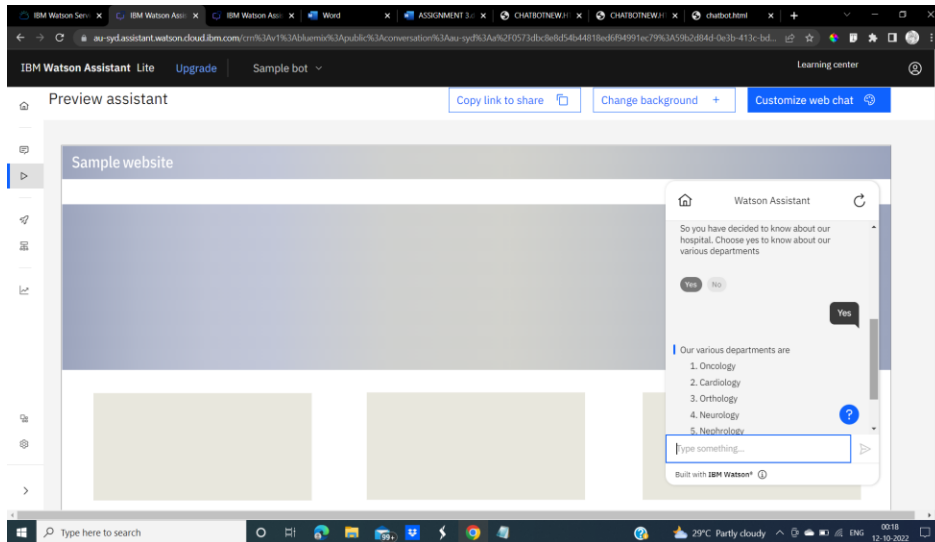 IBM Watson Serv
IBM Watson Assis
IBM Watson Assis
Word
ASSIGNMENT 3.d
CHATBOTNEW.H
CHATBOTNEW.H
chatbot.html
IBM Watson Assistant Lite
Upgrade
Sample bot
Learning center
Preview assistant
Copy link to share
Change background +
Customize web chat
Sample website
Watson Assistant
So you have decided to know about our
hospital. Choose yes to know about our
various departments
Yes
No
Yes
Our various departments are
1. Oncology
2. Cardiology
3. Orthology
4. Neurology
5. Nephrology
?
Type something...
Built with IBM Watson®
Type here to search
99+
29°C Partly cloudy
ENG
00:18
12-10-2022